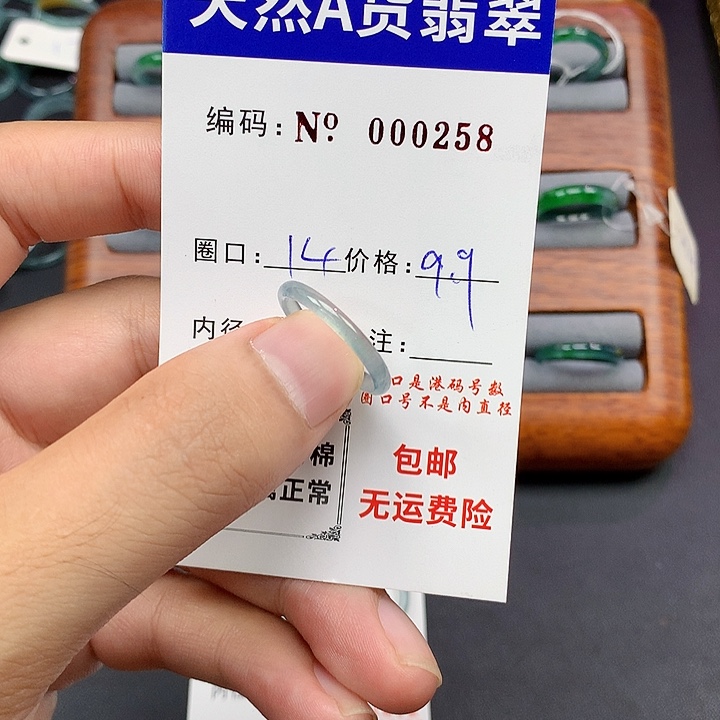 天然A货翡翠
编码: Nº 000258
圈口: 14 价格: 9.9
内径 注:
口是港码号数
圈口号不是内直径
棉
正常
包邮
无运费险